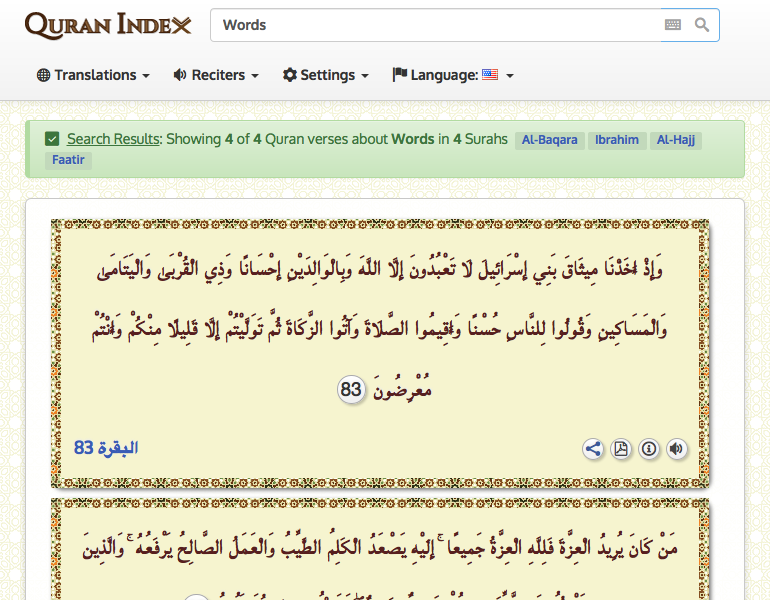 QURAN INDEX
Words
Translations
Reciters
Settings
Language:
Search Results: Showing 4 of 4 Quran verses about Words in 4 Surahs Al-Baqara Ibrahim Al-Hajj
Faatir
وَإِذْ أَخَذْنَا مِيثَاقَ بَنِي إِسْرَائِيلَ لَا تَعْبُدُونَ إِلَّا اللَّهَ وَبِالْوَالِدَيْنِ إِحْسَانًا وَذِي الْقُرْبَىٰ وَالْيَتَامَىٰ
وَالْمَسَاكِينِ وَقُولُوا لِلنَّاسِ حُسْنًا وَأَقِيمُوا الصَّلَاةَ وَآتُوا الزَّكَاةَ ثُمَّ تَوَلَّيْتُمْ إِلَّا قَلِيلًا مِنْكُمْ وَأَنْتُمْ
مُعْرِضُونَ 83
البقرة 83
مَنْ كَانَ يُرِيدُ الْعِزَّةَ فَلِلَّهِ الْعِزَّةُ جَمِيعًا ۚ إِلَيْهِ يَصْعَدُ الْكَلِمُ الطَّيِّبُ وَالْعَمَلُ الصَّالِحُ يَرْفَعُهُ ۚ وَالَّذِينَ